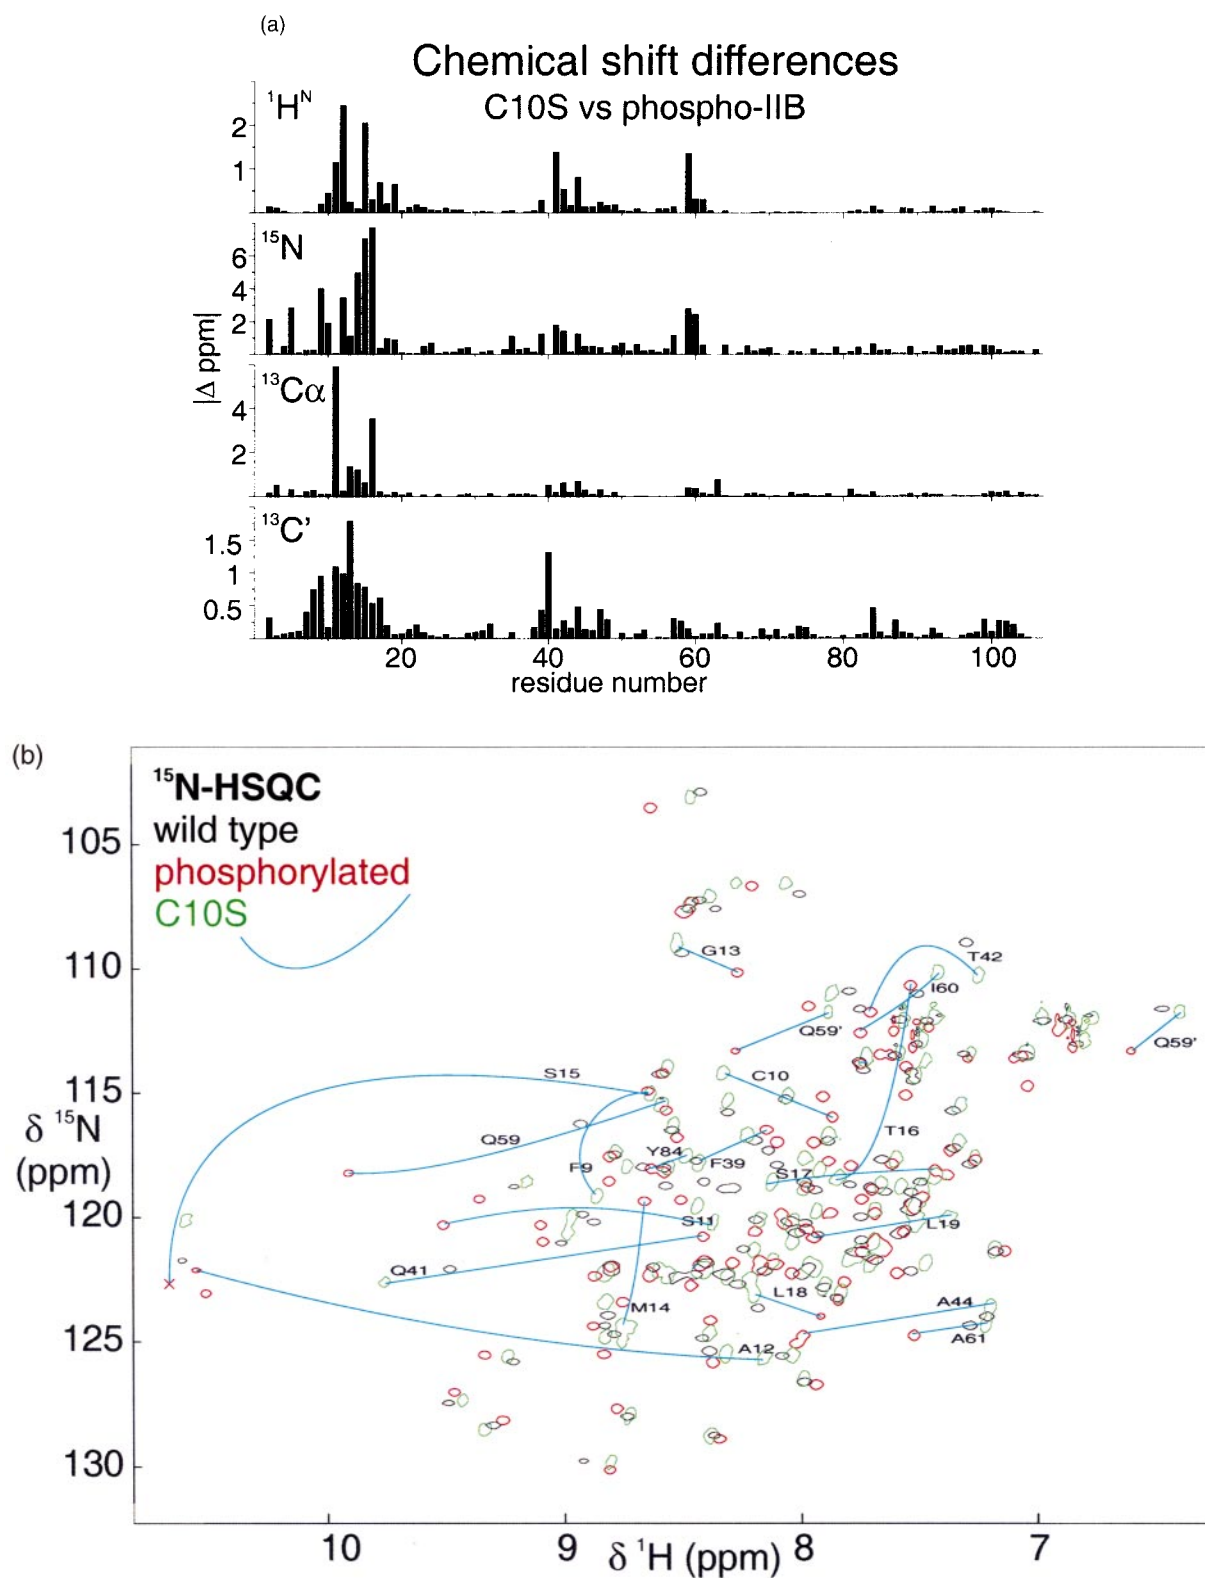 (a)
Chemical shift differences
C10S vs phospho-IIB
¹Hᴺ
2
1
¹⁵N
6
4
2
|Δ ppm|
¹³Cα
4
2
¹³C'
1.5
1
0.5
20 40 60 80 100
residue number
(b)
¹⁵N-HSQC
wild type
phosphorylated
C10S
105
110
115
120
125
130
δ ¹⁵N
(ppm)
G13
T42
I60
Q59'
Q59'
S15
C10
Q59
T16
Y84
F9
F39
S17
S11
L19
Q41
L18
M14
A44
A61
A12
10 9 8 7
δ ¹H (ppm)